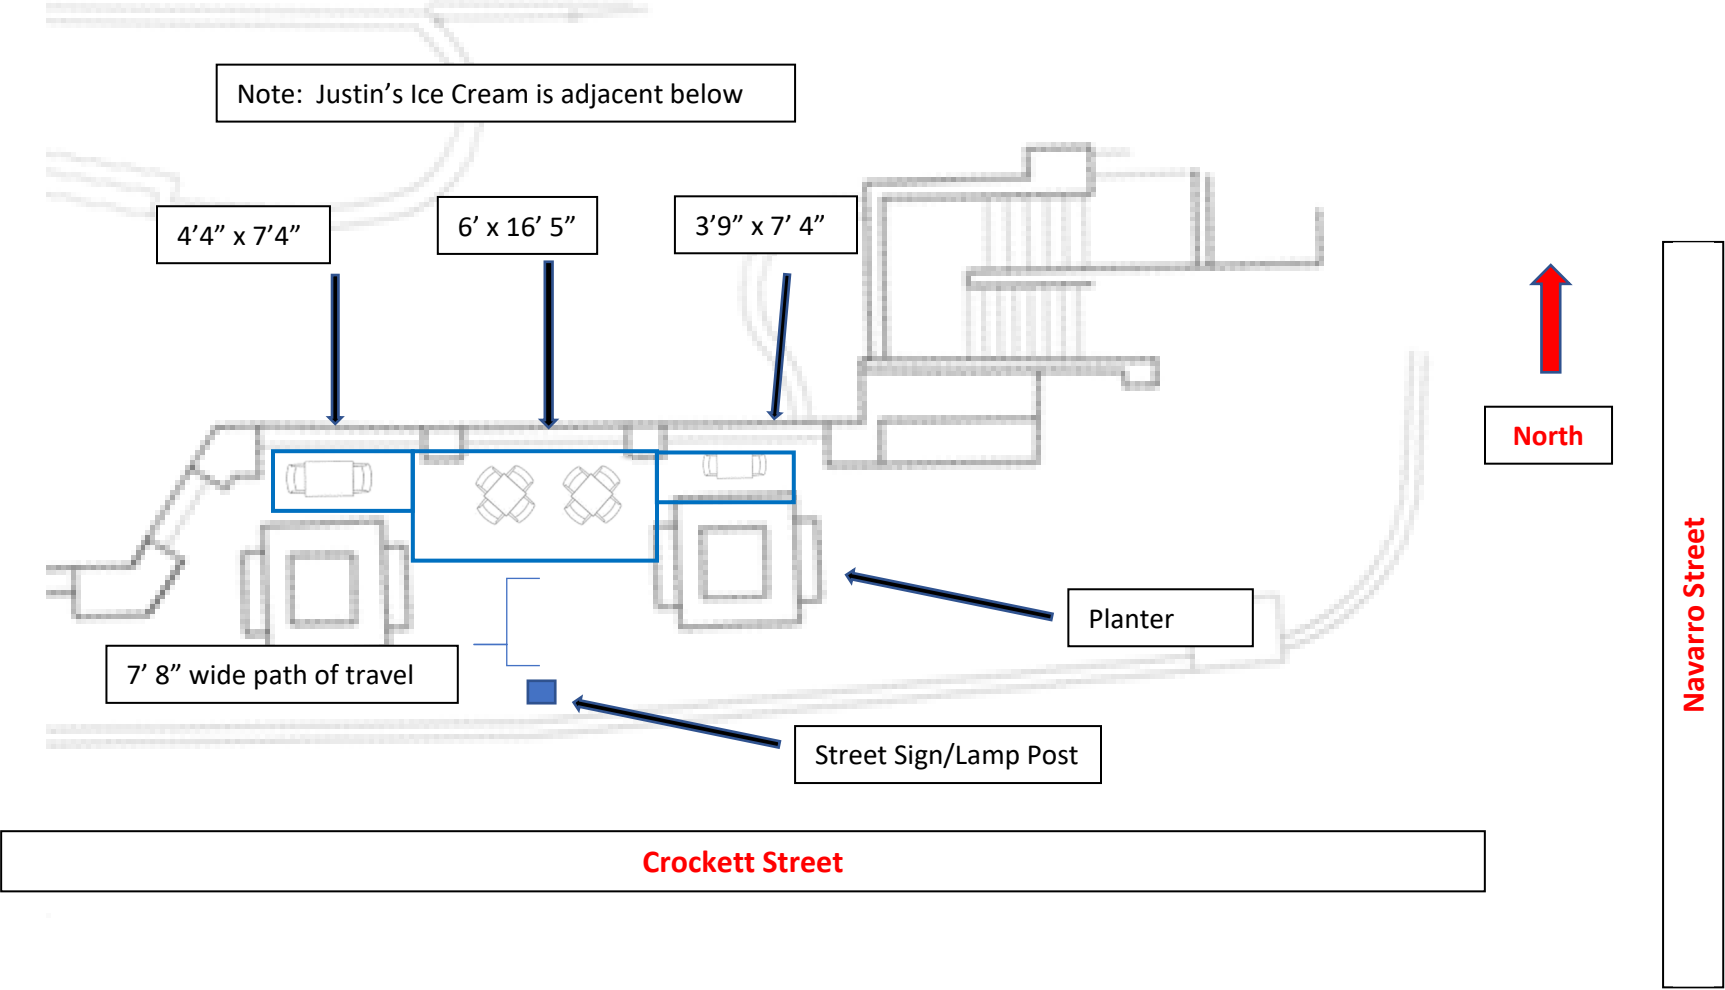 Note:  Justin’s Ice Cream is adjacent below
4’4” x 7’4”
6’ x 16’ 5”
3’9” x 7’ 4”
North
Navarro Street
Planter
7’ 8” wide path of travel
Street Sign/Lamp Post
Crockett Street